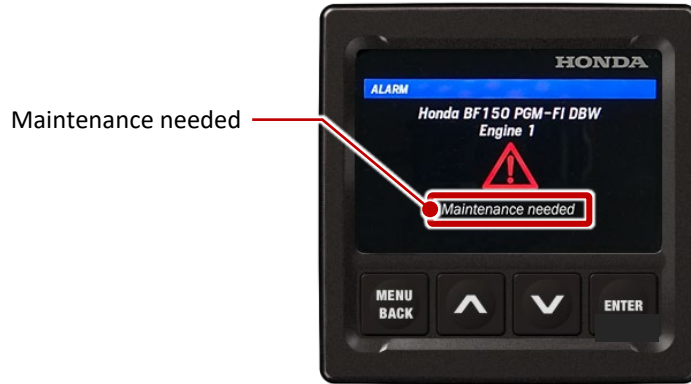 Maintenance needed
HONDA
ALARM
Honda BF150 PGM-FI DBW
Engine 1
Maintenance needed
MENU
BACK
ENTER